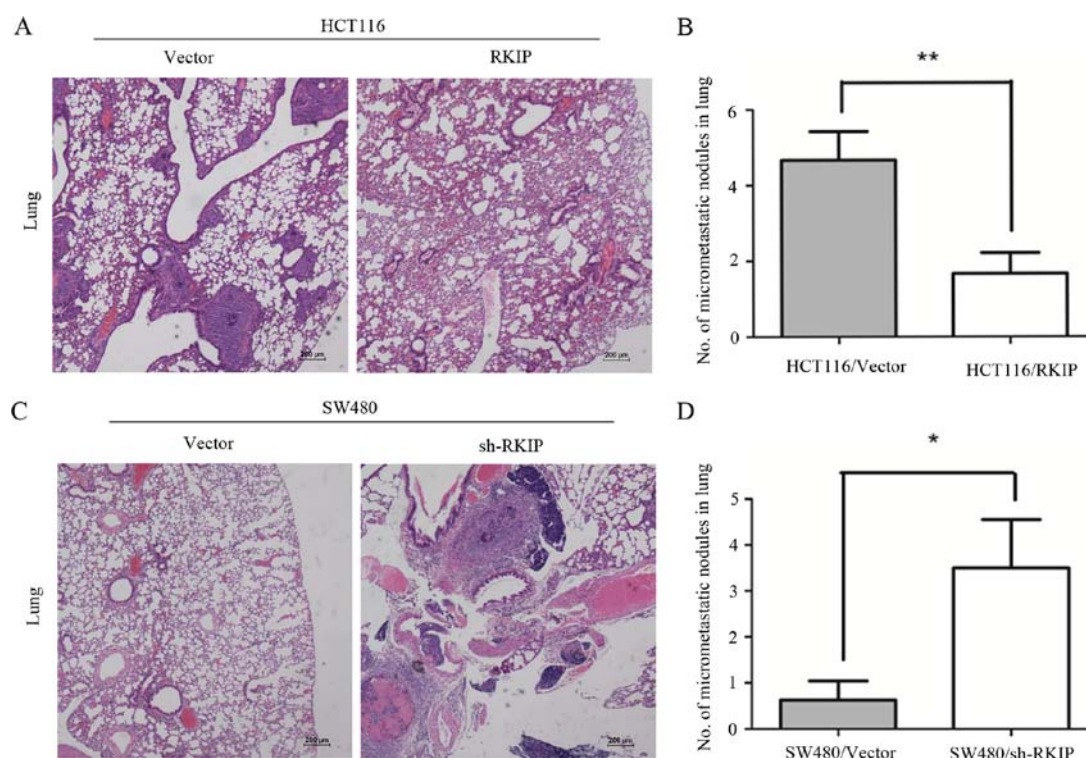 A
HCT116
Vector
RKIP
Lung
200 μm
200 μm
B
**
No. of micrometastatic nodules in lung
6
4
2
0
HCT116/Vector
HCT116/RKIP
C
SW480
Vector
sh-RKIP
Lung
200 μm
200 μm
D
*
No. of micrometastatic nodules in lung
5
4
3
2
1
0
SW480/Vector
SW480/sh-RKIP